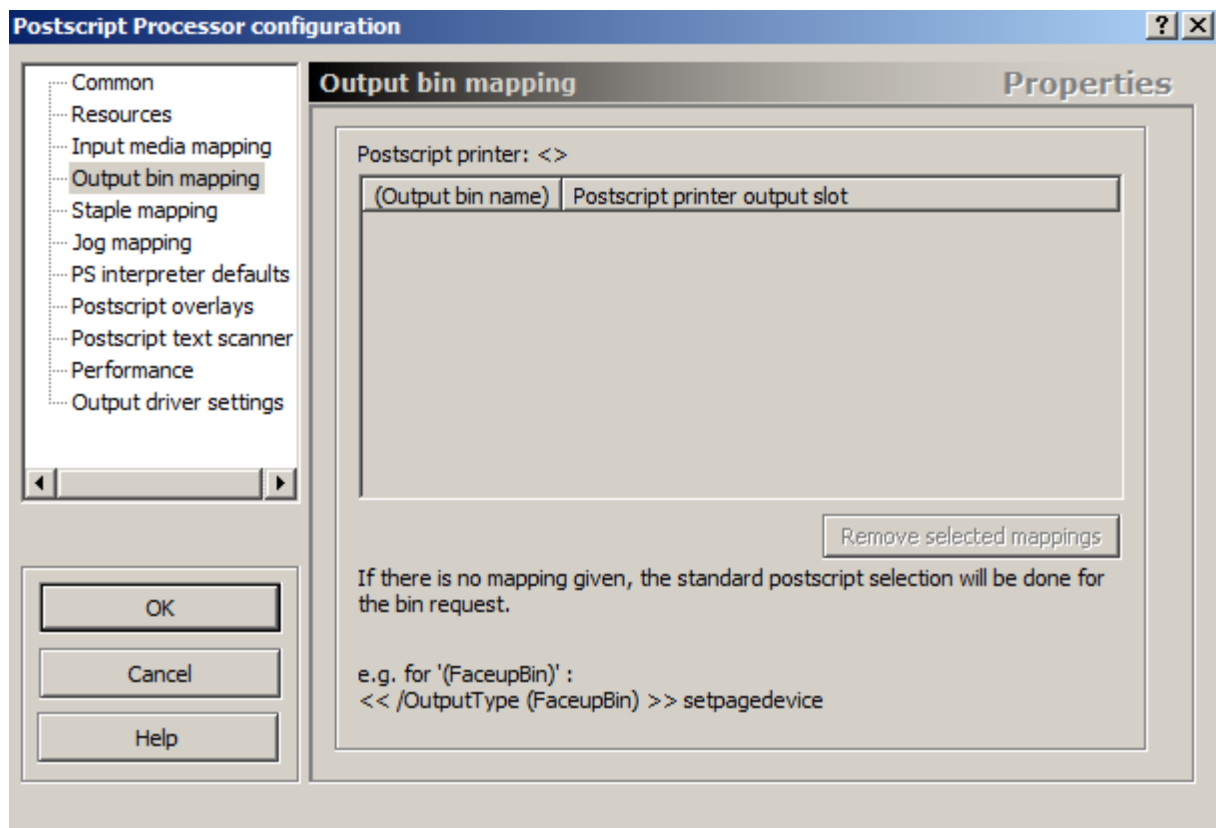 Postscript Processor configuration
Common
Resources
Input media mapping
Output bin mapping
Staple mapping
Jog mapping
PS interpreter defaults
Postscript overlays
Postscript text scanner
Performance
Output driver settings
OK
Cancel
Help
Output bin mapping Properties
Postscript printer: <>
(Output bin name) Postscript printer output slot
Remove selected mappings
If there is no mapping given, the standard postscript selection will be done for
the bin request.
e.g. for '(FaceupBin)' :
<< /OutputType (FaceupBin) >> setpagedevice